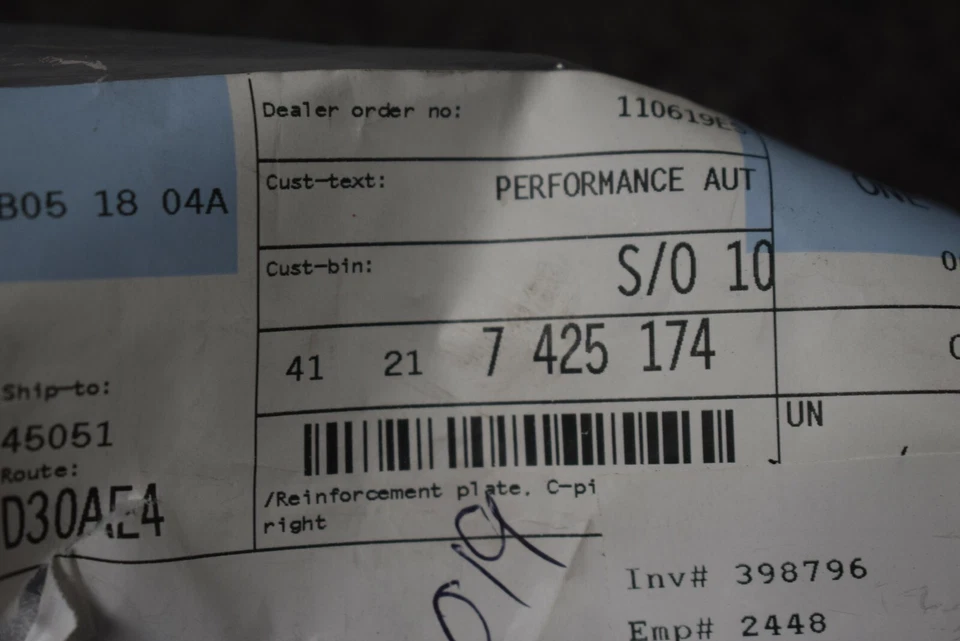 Dealer order no: 110619ES
Cust-text: PERFORMANCE AUT
B05 18 04A
Cust-bin: S/O 10
41 21 7 425 174
Ship-to:
45051
UN
Route:
/Reinforcement plate, C-pi
right
Inv# 398796
Emp# 2448